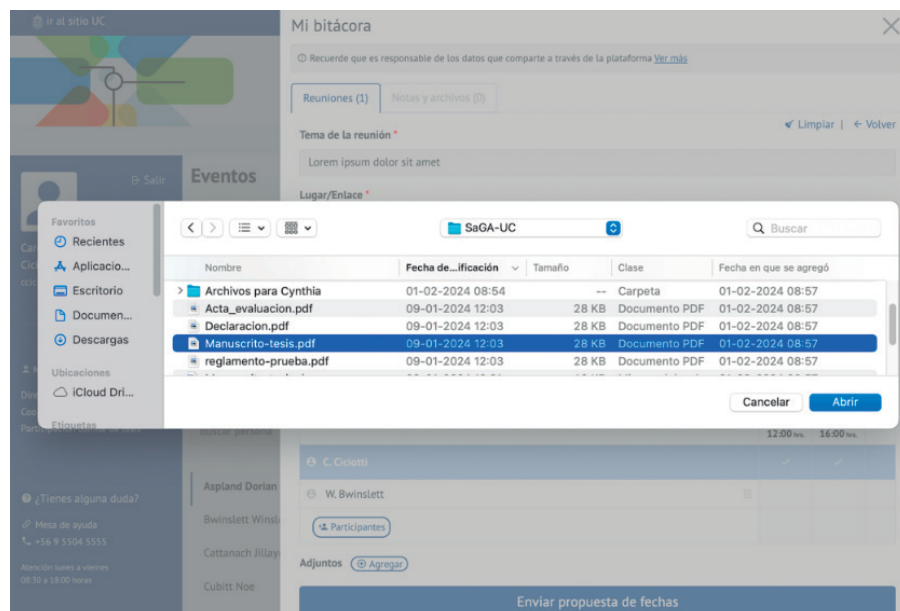 ir al sitio UC
Mi bitácora
Recuerde que es responsable de los datos que comparte a través de la plataforma Ver más
Reuniones (1) Notas y archivos (0)
Limpiar | ← Volver
Tema de la reunión *
Lorem ipsum dolor sit amet
Lugar/Enlace *
Salir
Eventos
Favoritos
Recientes
Aplicacio...
Escritorio
Documen...
Descargas
Ubicaciones
iCloud Dri...
Etiquetas
SaGA-UC
Buscar
Nombre Fecha de...ificación Tamaño Clase Fecha en que se agregó
Archivos para Cynthia 01-02-2024 08:54 -- Carpeta 01-02-2024 08:57
Acta_evaluacion.pdf 09-01-2024 12:03 28 KB Documento PDF 01-02-2024 08:57
Declaracion.pdf 09-01-2024 12:03 28 KB Documento PDF 01-02-2024 08:57
Manuscrito-tesis.pdf 09-01-2024 12:03 28 KB Documento PDF 01-02-2024 08:57
reglamento-prueba.pdf 09-01-2024 12:03 28 KB Documento PDF 01-02-2024 08:57
Cancelar Abrir
buscar persona
12:00 hrs. 16:00 hrs.
C. Ciciotti
Aspland Dorian
W. Bwinslett
Bwinslett Winsl
Participantes
¿Tienes alguna duda?
Mesa de ayuda
+56 9 5504 5555
Atención lunes a viernes
08:30 a 18:00 horas
Cattanach Jillay
Cubitt Noe
Adjuntos Agregar
Enviar propuesta de fechas